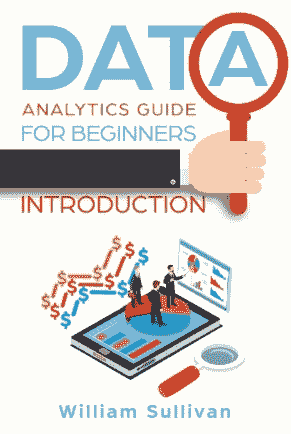 DATA
ANALYTICS GUIDE
FOR BEGINNERS
INTRODUCTION
$ $ $
$ $ $ $
$ $ $
$ $
William Sullivan